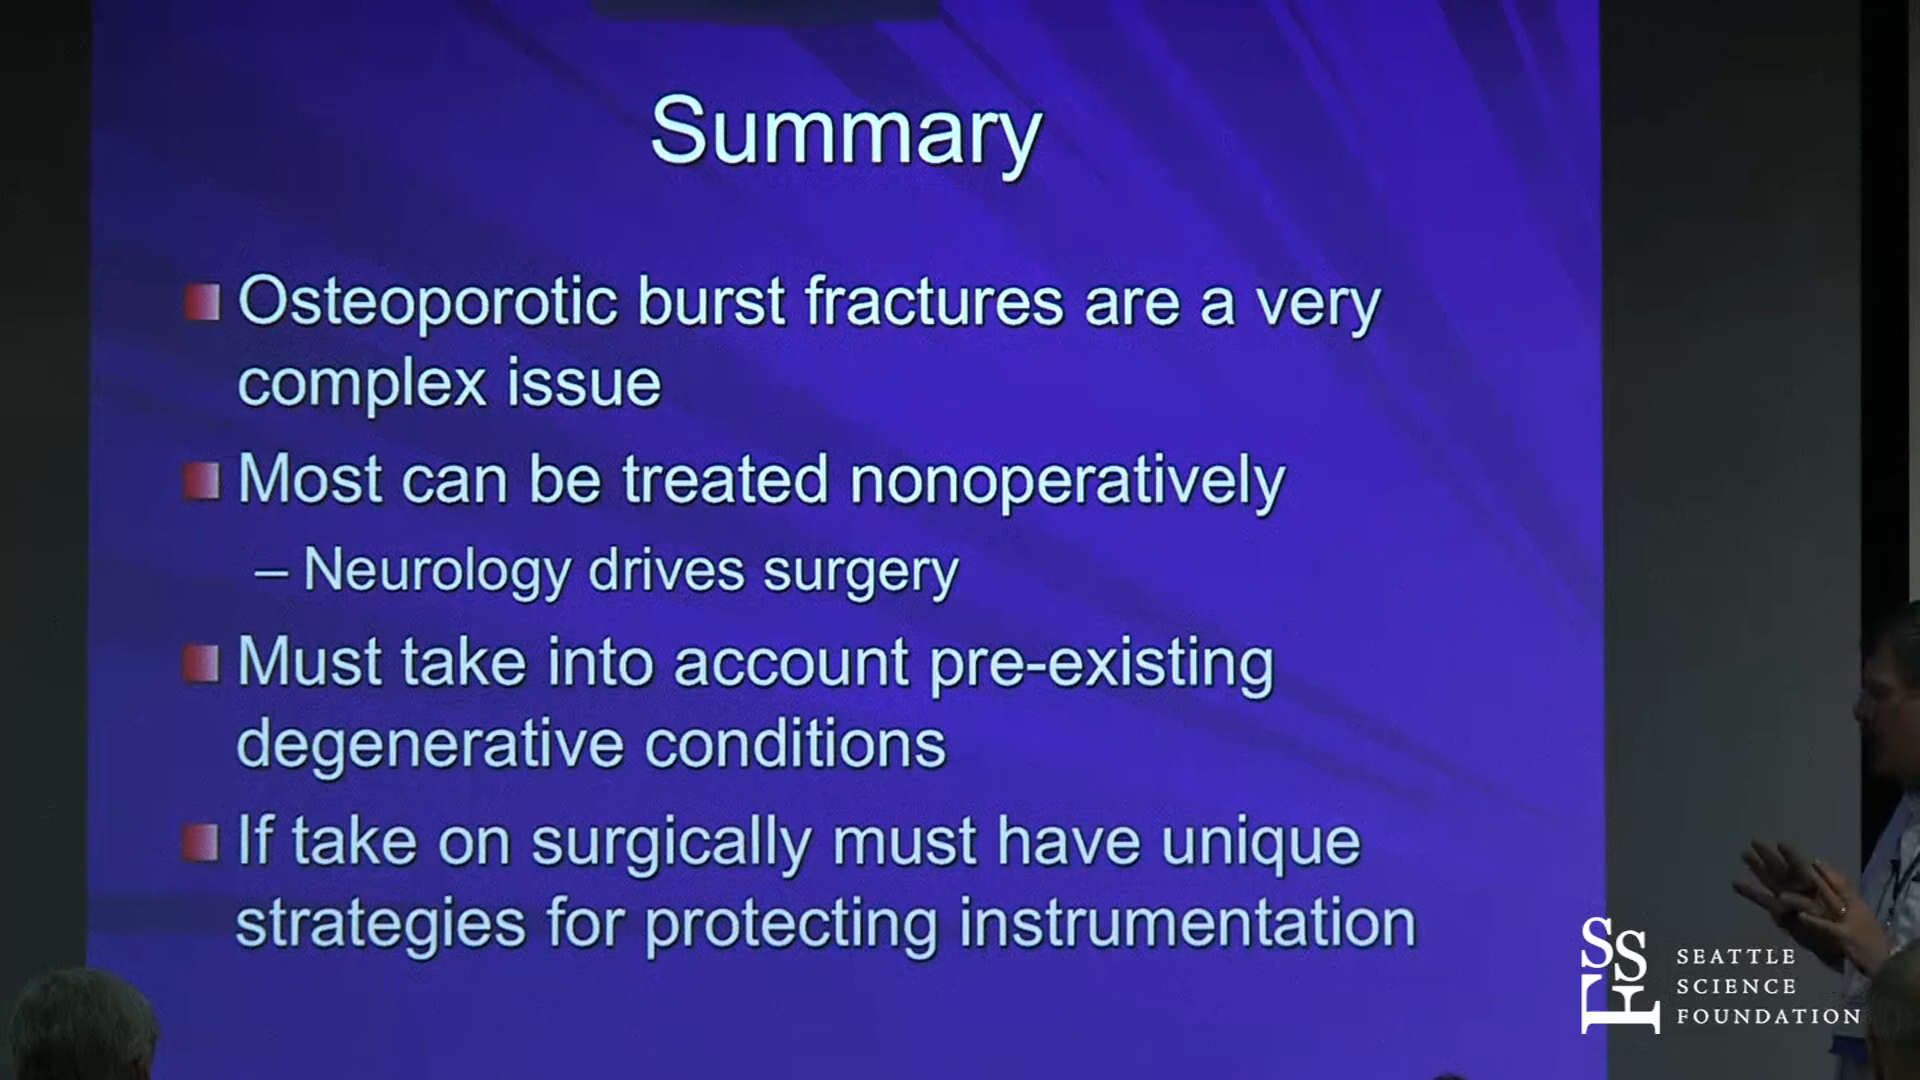 Summary
Osteoporotic burst fractures are a very
complex issue
Most can be treated nonoperatively
– Neurology drives surgery
Must take into account pre-existing
degenerative conditions
If take on surgically must have unique
strategies for protecting instrumentation
SSF
SEATTLE
SCIENCE
FOUNDATION